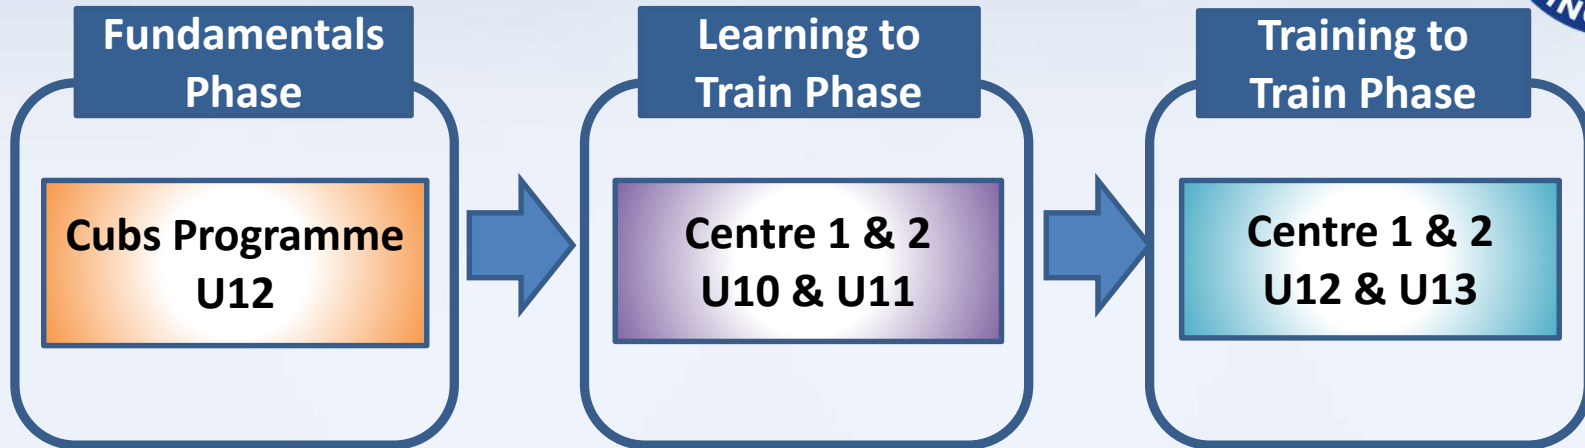 Fundamentals
Phase
Cubs Programme
U12
Learning to
Train Phase
Centre 1 & 2
U10 & U11
Training to
Train Phase
Centre 1 & 2
U12 & U13